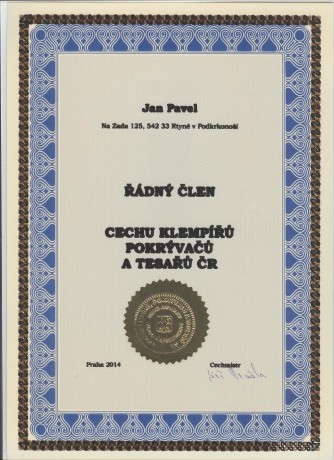 Jan Pavel
Na Zada 125, 542 33 Rtyně v Podkrkonoší
ŘÁDNÝ ČLEN
CECHU KLEMPÍŘŮ
POKRÝVAČŮ
A TESAŘŮ ČR
Praha 2014
Cechmistr